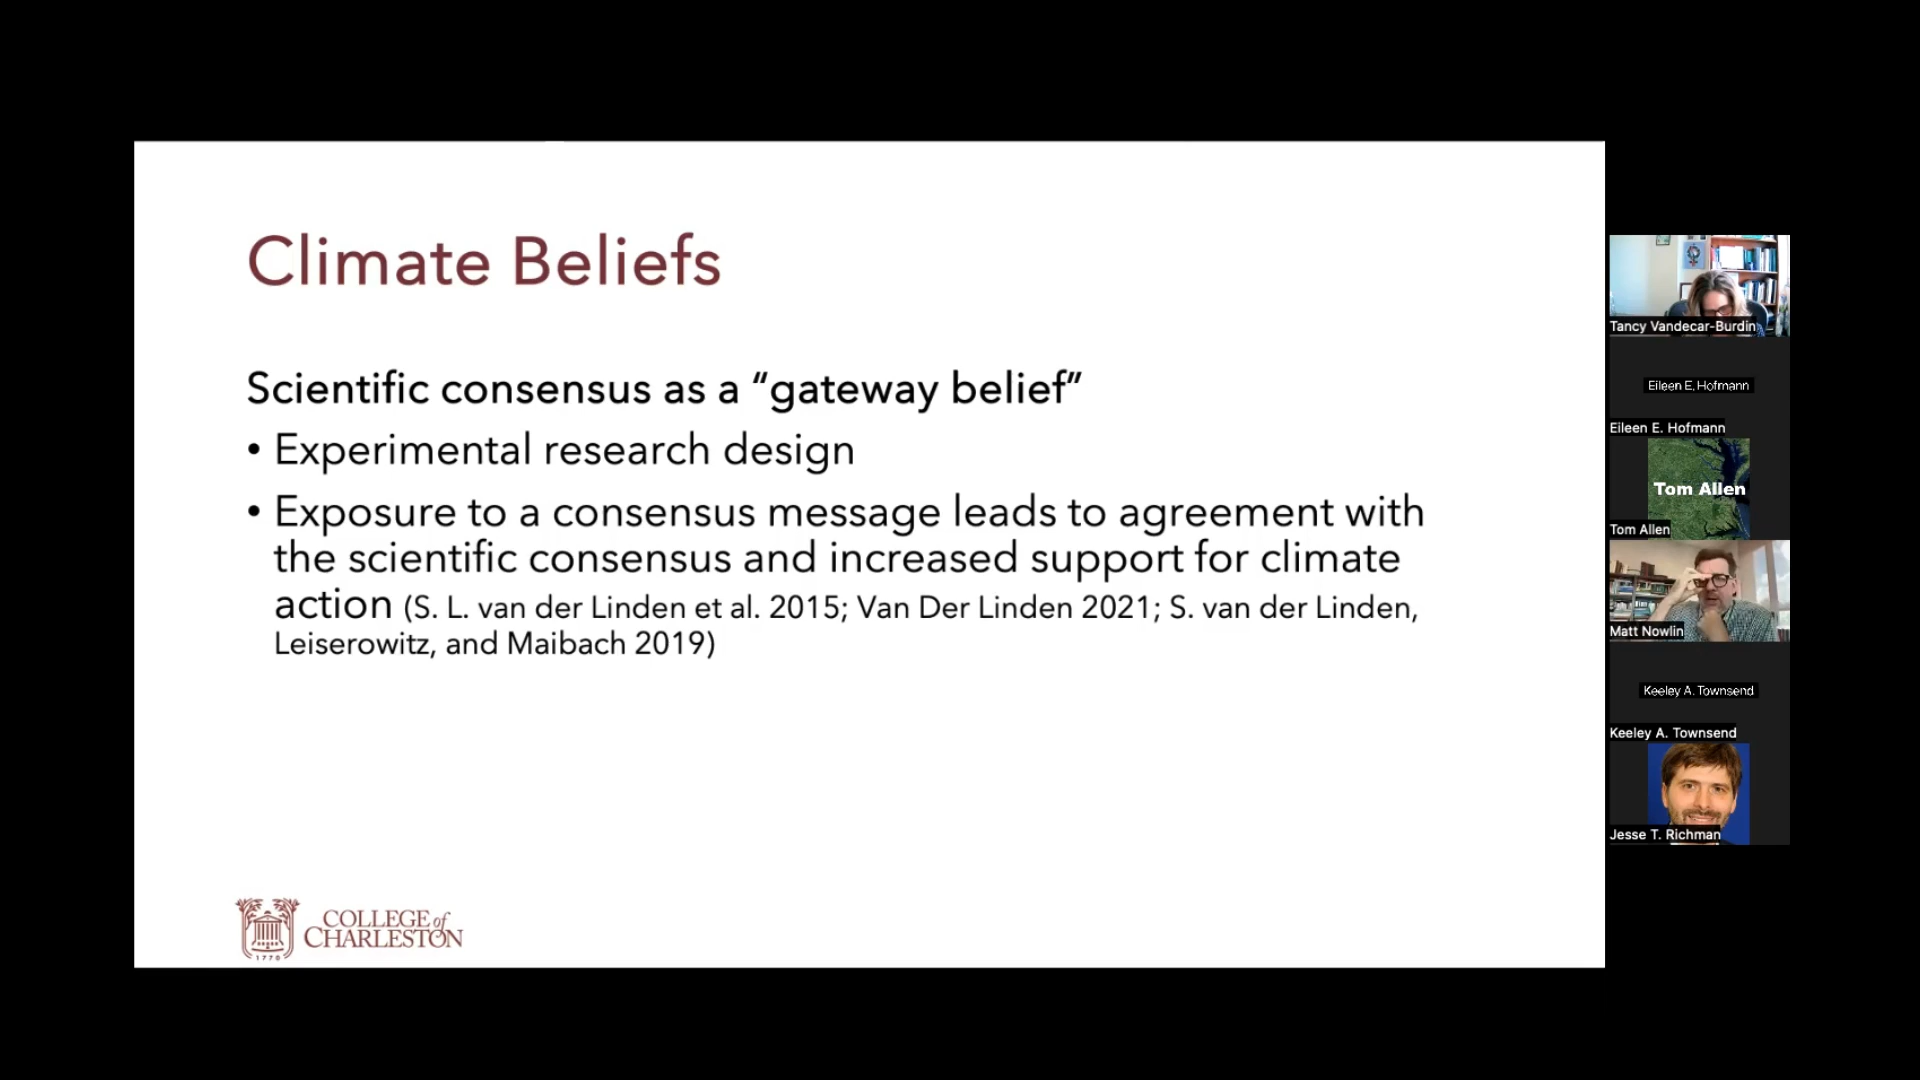 Climate Beliefs
Scientific consensus as a “gateway belief”
• Experimental research design
• Exposure to a consensus message leads to agreement with
the scientific consensus and increased support for climate
action (S. L. van der Linden et al. 2015; Van Der Linden 2021; S. van der Linden,
Leiserowitz, and Maibach 2019)
COLLEGE of
CHARLESTON
1770
Tancy Vandecar-Burdin
Eileen E. Hofmann
Eileen E. Hofmann
Tom Allen
Tom Allen
Matt Nowlin
Keeley A. Townsend
Keeley A. Townsend
Jesse T. Richman